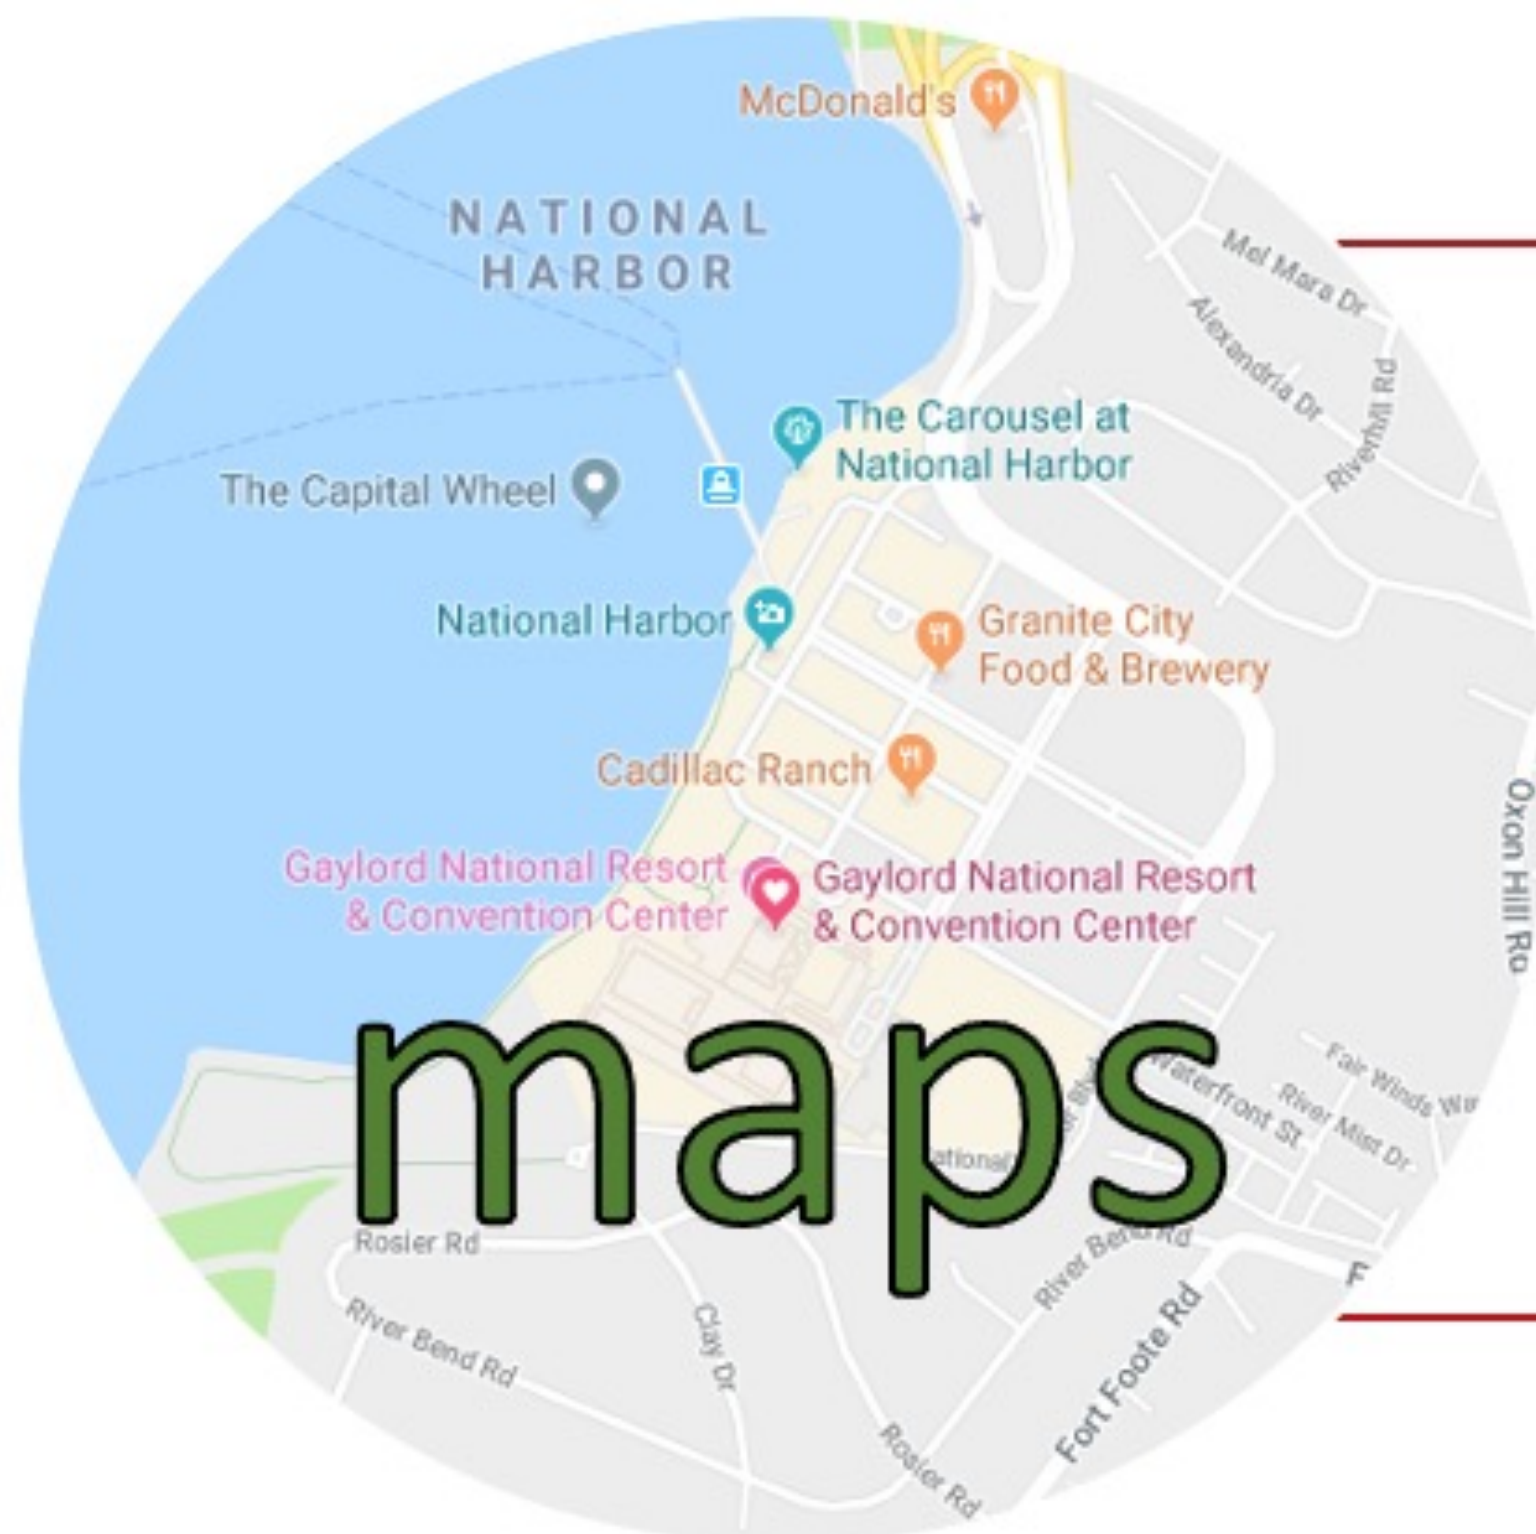 McDonald's
NATIONAL
HARBOR
Mel Mara Dr
Alexandria Dr
Riverhill Rd
The Carousel at
National Harbor
The Capital Wheel
National Harbor
Granite City
Food & Brewery
Cadillac Ranch
Oxon Hill Rd
Gaylord National Resort
& Convention Center
Gaylord National Resort
& Convention Center
maps
Waterfront St
Fair Winds
River Mist Dr
Rosier Rd
River Bend Rd
River Bend Rd
Clay Dr
Fort Foote Rd
Rosier Rd